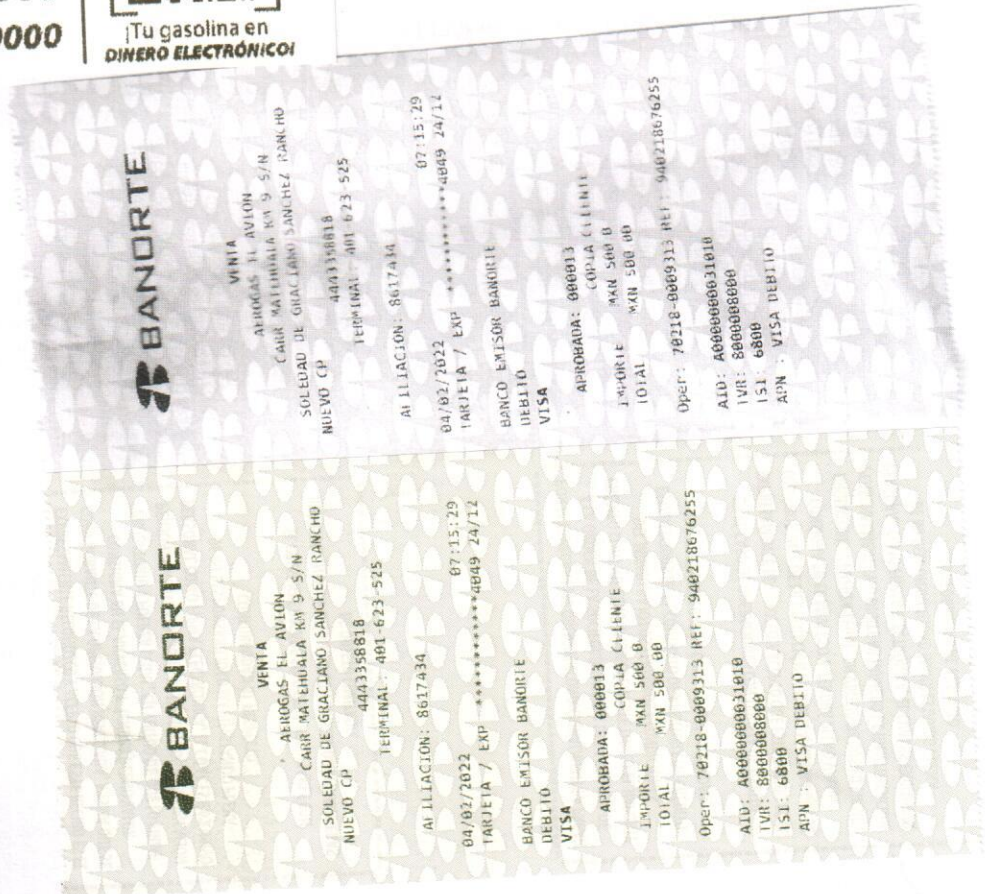 0000
¡Tu gasolina en
DINERO ELECTRÓNICO!
BANORTE
VENTA
AEROGAS EL AVION
CARR MATEHUALA KM 9 S/N
SOLEDAD DE GRACIANO SANCHEZ RANCHO
NUEVO CP
4443358818
TERMINAL: 401-623-525
AFILIACION: 8617434
04/02/2022 07:15:29
TARJETA / EXP ************4049 24/12
BANCO EMISOR BANORTE
DEBITO
VISA
APROBADA: 000013
COPIA CLIENTE
IMPORTE MXN 500.0
TOTAL MXN 500.00
Oper: 70218-0009313 REF: 940218676255
AID: A0000000031010
TVR: 8000008000
TSI: 6800
APN : VISA DEBITO
BANORTE
VENTA
AEROGAS EL AVION
CARR MATEHUALA KM 9 S/N
SOLEDAD DE GRACIANO SANCHEZ RANCHO
NUEVO CP
4443358818
TERMINAL: 401-623-525
AFILIACION: 8617434
04/02/2022 07:15:29
TARJETA / EXP ************4049 24/12
BANCO EMISOR BANORTE
DEBITO
VISA
APROBADA: 000013
COPIA CLIENTE
IMPORTE MXN 500.0
TOTAL MXN 500.00
Oper: 70218-0009313 REF: 940218676255
AID: A0000000031010
TVR: 8000008000
TSI: 6800
APN : VISA DEBITO